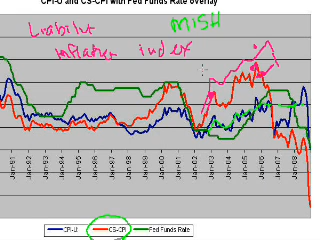 CPI-U and CS-CPI with Fed Funds Rate overlay
MISH
inflation index
Jan-91
Jan-92
Jan-93
Jan-94
Jan-95
Jan-96
Jan-97
Jan-98
Jan-99
Jan-00
Jan-01
Jan-02
Jan-03
Jan-04
Jan-05
Jan-06
Jan-07
Jan-08
CPI-U CS-CPI Fed Funds Rate